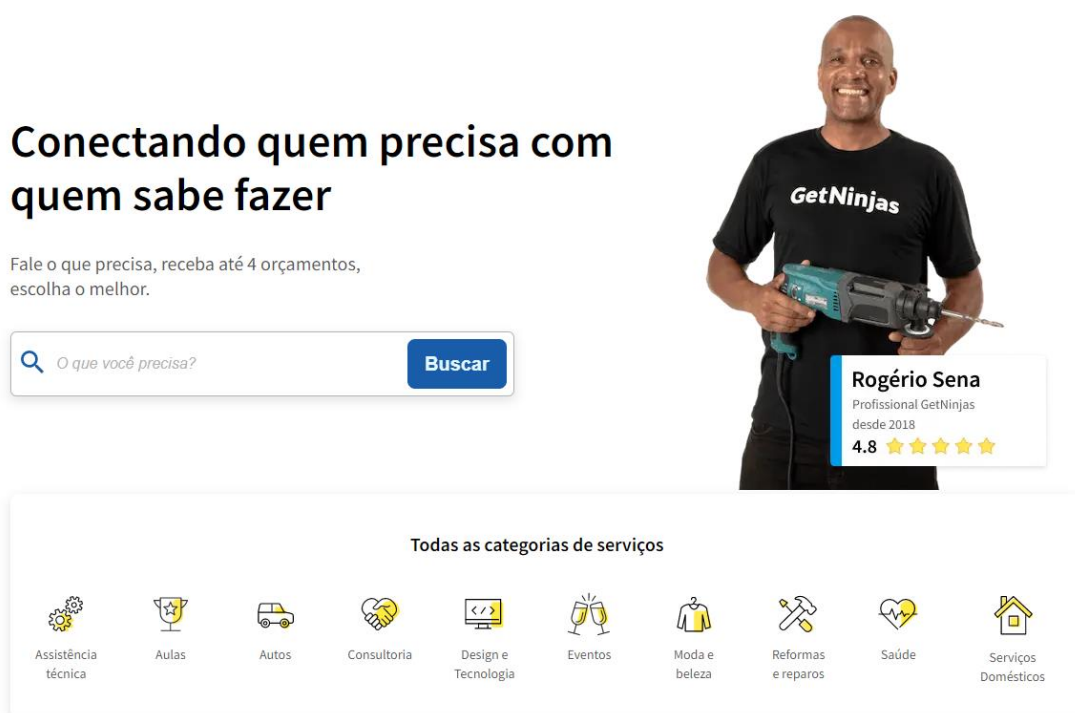 Conectando quem precisa com
quem sabe fazer
Fale o que precisa, receba até 4 orçamentos,
escolha o melhor.
O que você precisa?
Buscar
GetNinjas
Rogério Sena
Profissional GetNinjas
desde 2018
4.8
Todas as categorias de serviços
Assistência
técnica
Aulas
Autos
Consultoria
Design e
Tecnologia
Eventos
Moda e
beleza
Reformas
e reparos
Saúde
Serviços
Domésticos